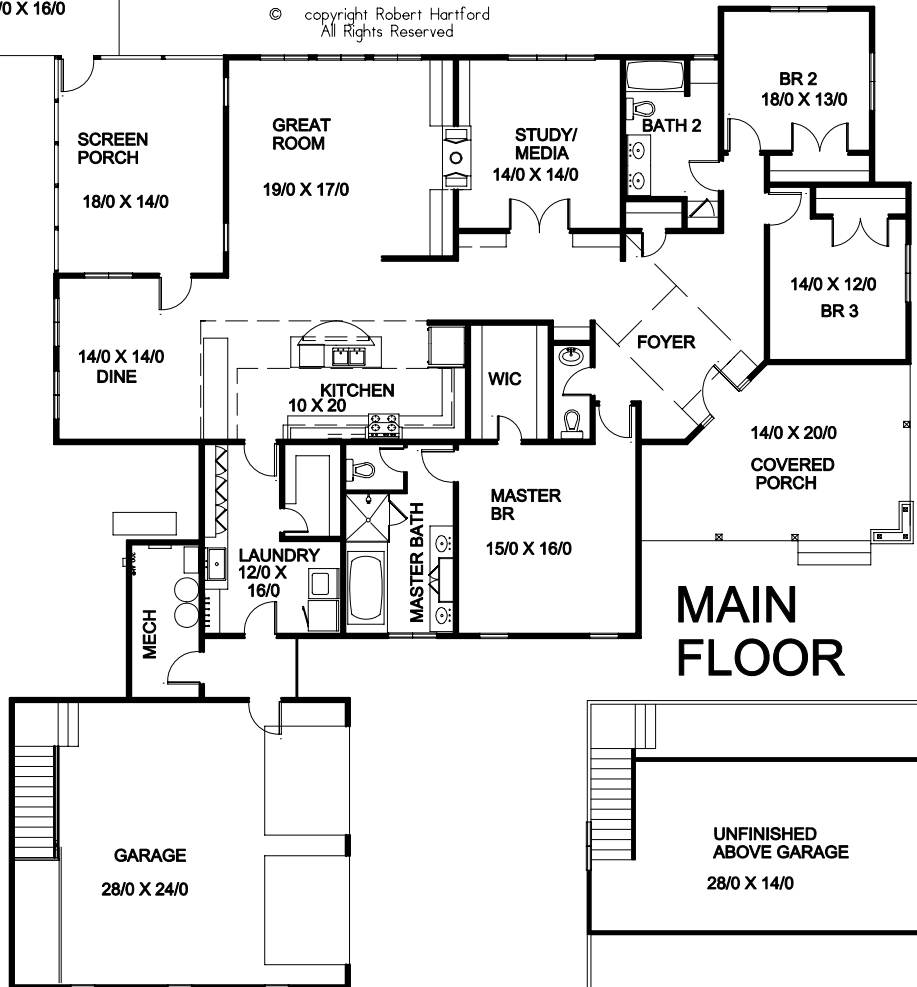 /0 X 16/0
© copyright Robert Hartford
All Rights Reserved
SCREEN
PORCH
18/0 X 14/0
GREAT
ROOM
19/0 X 17/0
STUDY/
MEDIA
14/0 X 14/0
BATH 2
BR 2
18/0 X 13/0
14/0 X 12/0
BR 3
14/0 X 14/0
DINE
KITCHEN
10 X 20
WIC
FOYER
14/0 X 20/0
COVERED
PORCH
MASTER
BR
15/0 X 16/0
MASTER BATH
LAUNDRY
12/0 X
16/0
MECH
MAIN
FLOOR
GARAGE
28/0 X 24/0
UNFINISHED
ABOVE GARAGE
28/0 X 14/0